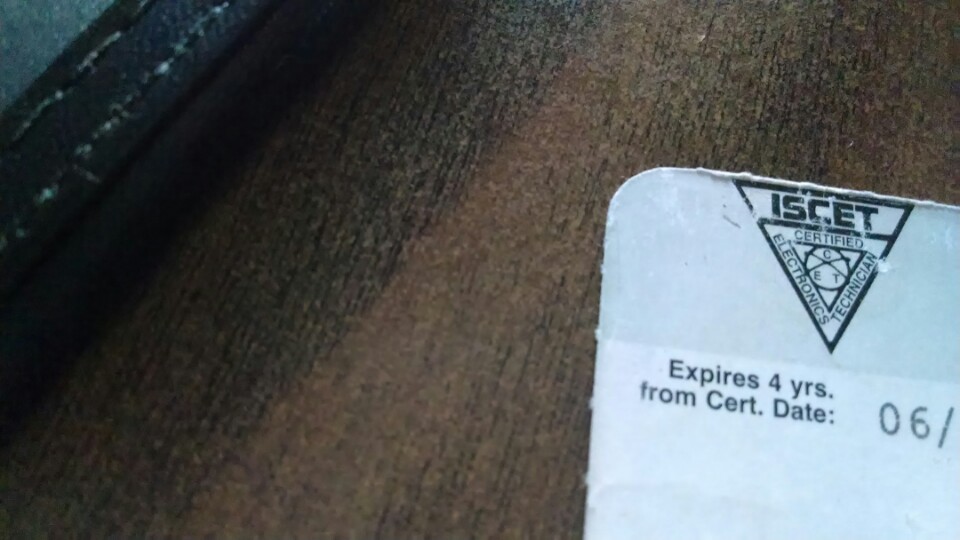 ISCET
CERTIFIED
ELECTRONICS
TECHNICIAN
C
E T
Expires 4 yrs.
from Cert. Date: 06/